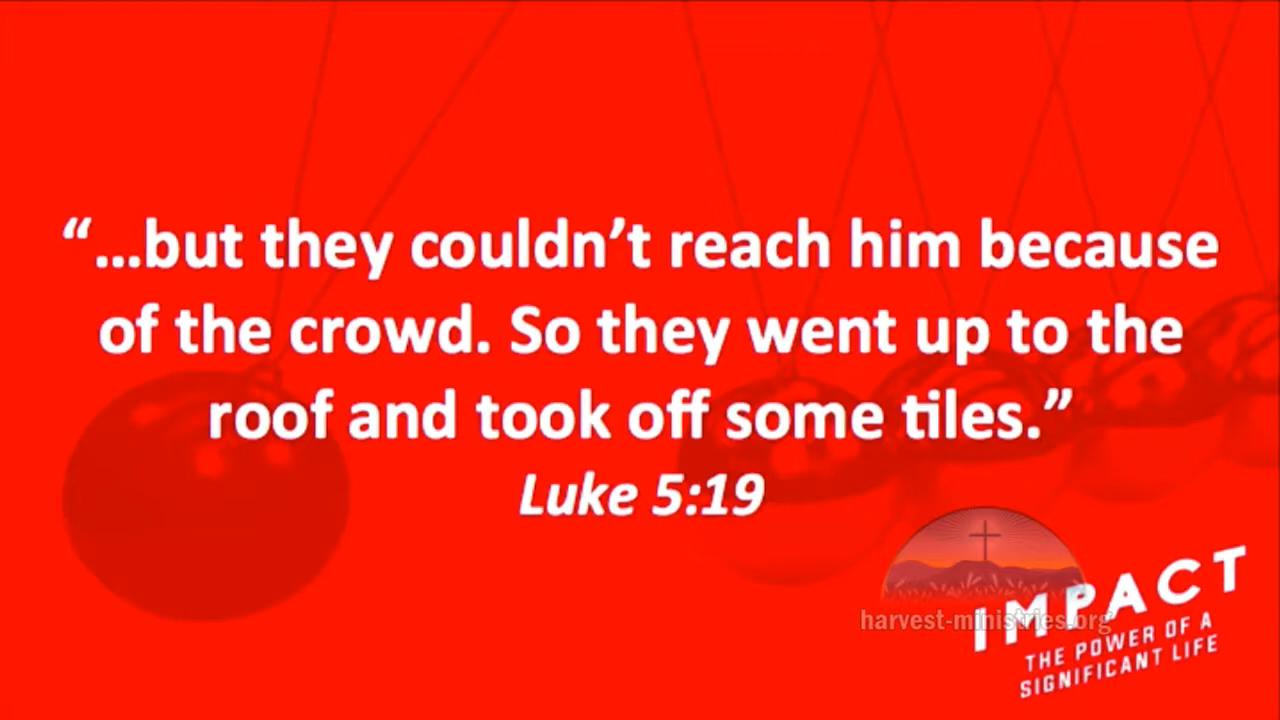 “...but they couldn’t reach him because
of the crowd. So they went up to the
roof and took off some tiles.”
Luke 5:19
harvest-ministries.org
IMPACT
THE POWER OF A
SIGNIFICANT LIFE